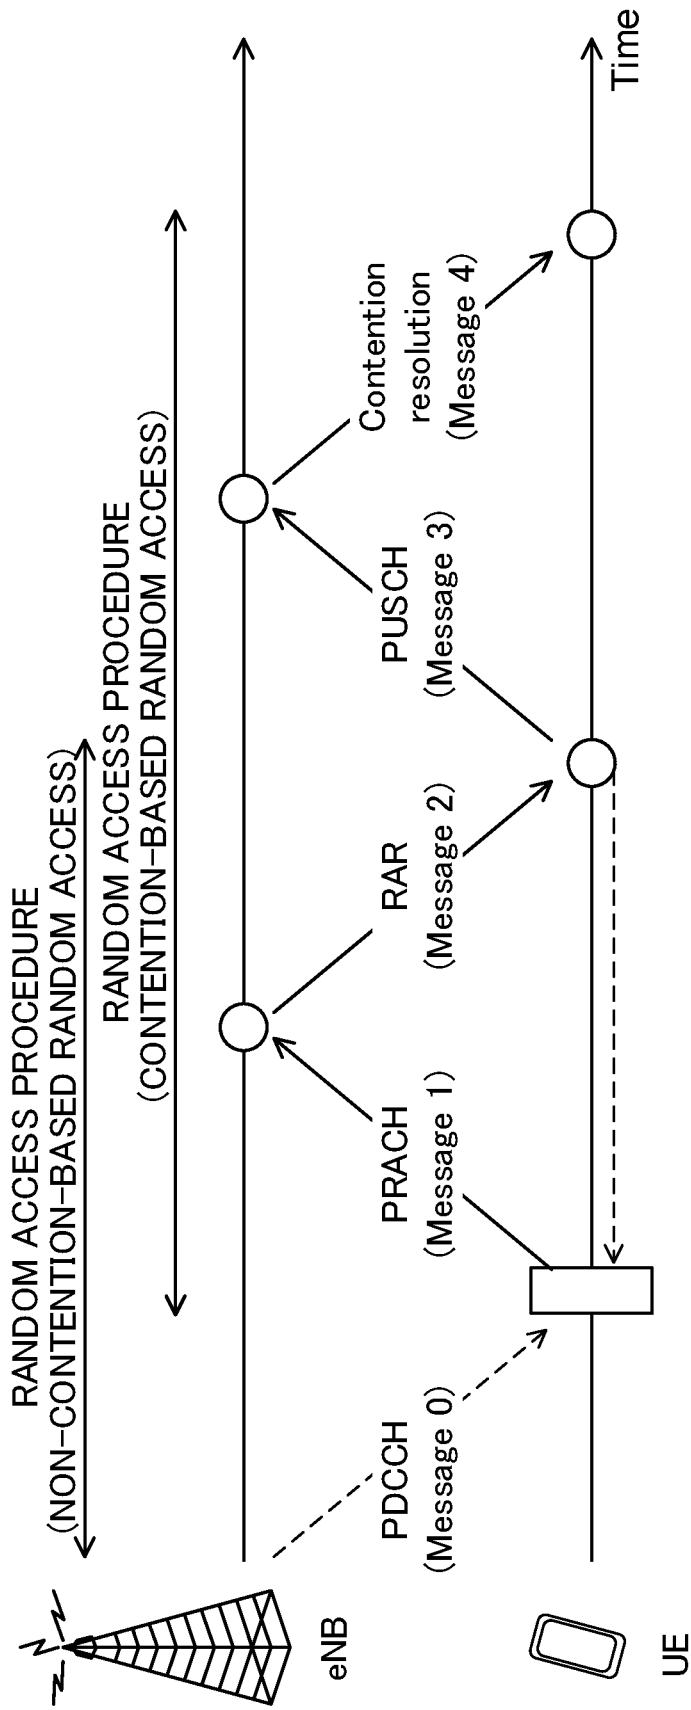 RANDOM ACCESS PROCEDURE
(NON-CONTENTION-BASED RANDOM ACCESS)
RANDOM ACCESS PROCEDURE
(CONTENTION-BASED RANDOM ACCESS)
eNB
PDCCH
(Message 0)
PRACH
(Message 1)
RAR
(Message 2)
PUSCH
(Message 3)
Contention
resolution
(Message 4)
UE
Time